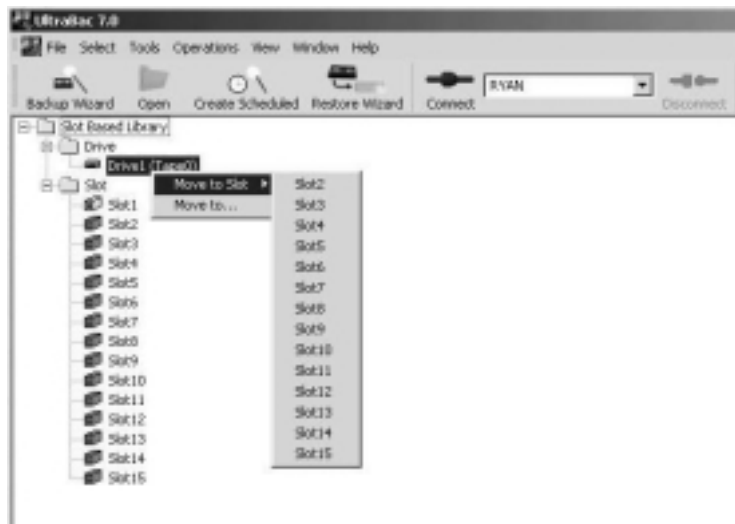 UltraBac 7.0
File Select Tools Operations View Window Help
Backup Wizard Open Create Scheduled Restore Wizard Connect RYAN Disconnect
Slot Based Library
Drive
Drive1 (Tape0)
Slot
Move to Slot
Move to...
Slot1
Slot2
Slot3
Slot4
Slot5
Slot6
Slot7
Slot8
Slot9
Slot10
Slot11
Slot12
Slot13
Slot14
Slot15
Slot2
Slot3
Slot4
Slot5
Slot6
Slot7
Slot8
Slot9
Slot10
Slot11
Slot12
Slot13
Slot14
Slot15